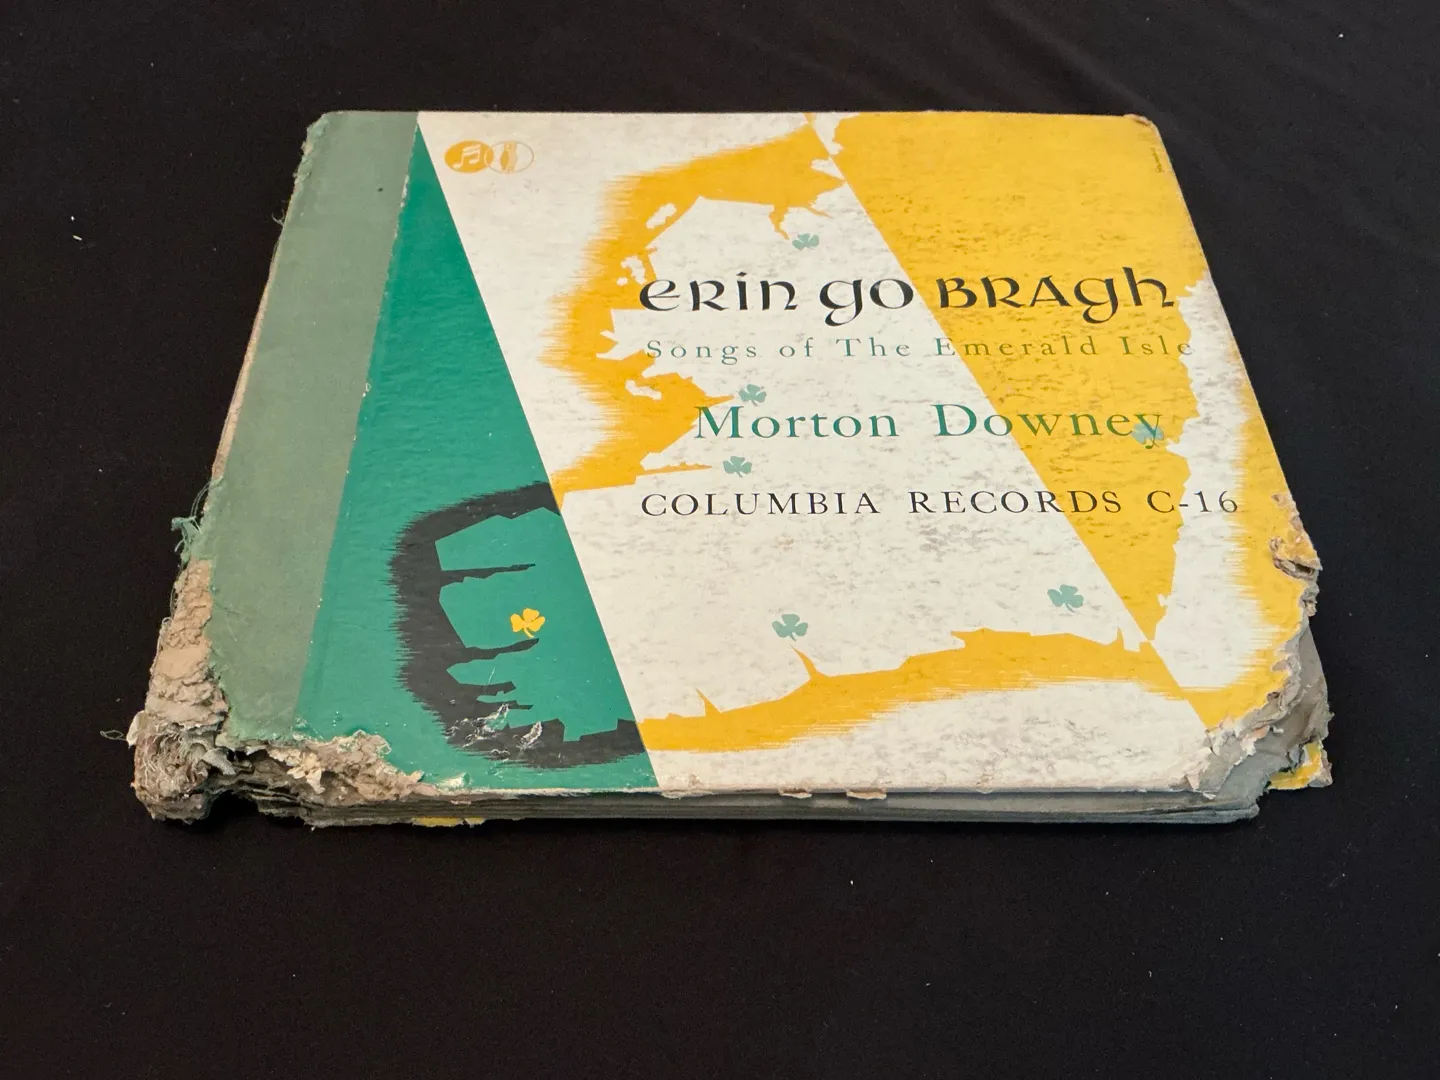 Erin go Bragh
Songs of The Emerald Isle
Morton Downey
COLUMBIA RECORDS C-16